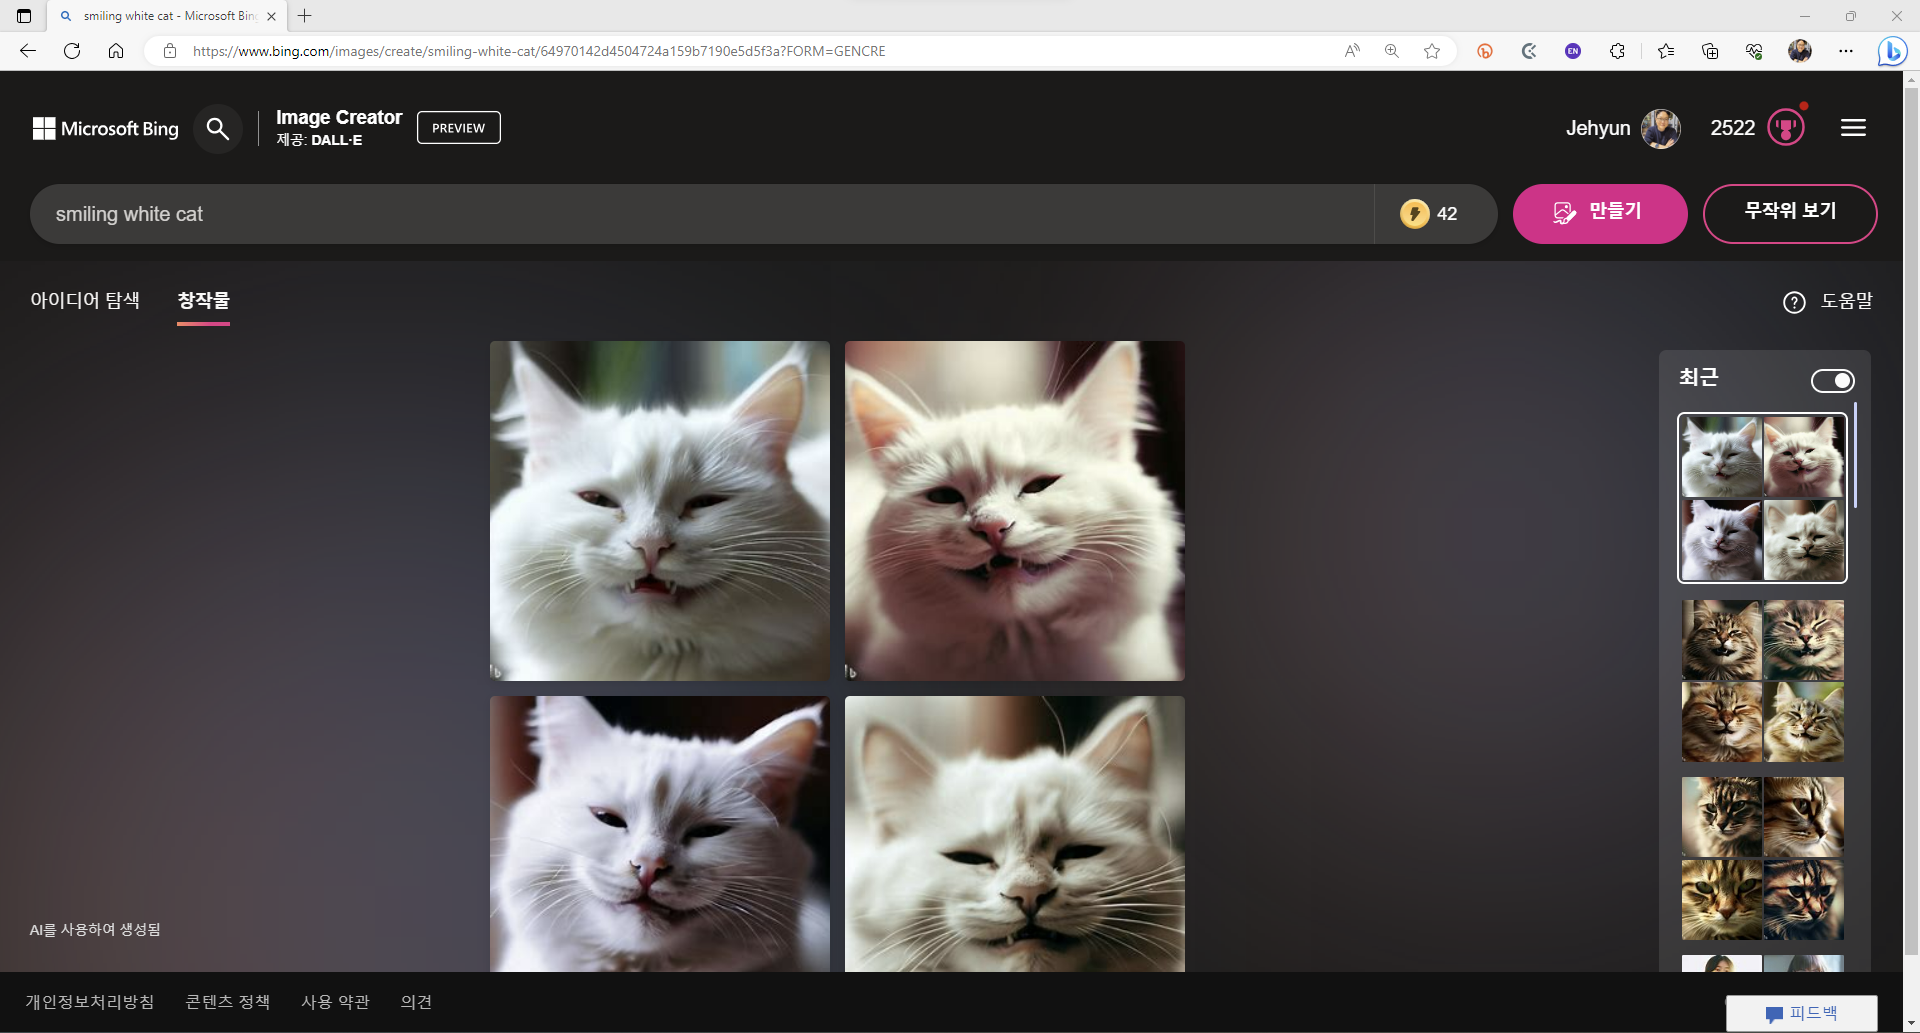 smiling white cat - Microsoft Bin
https://www.bing.com/images/create/smiling-white-cat/64970142d4504724a159b7190e5d5f3a?FORM=GENCRE
EN
Microsoft Bing
Image Creator
제공: DALL·E
PREVIEW
Jehyun
2522
smiling white cat
42
만들기
무작위 보기
아이디어 탐색
창작물
도움말
최근
AI를 사용하여 생성됨
개인정보처리방침
콘텐츠 정책
사용 약관
의견
피드백